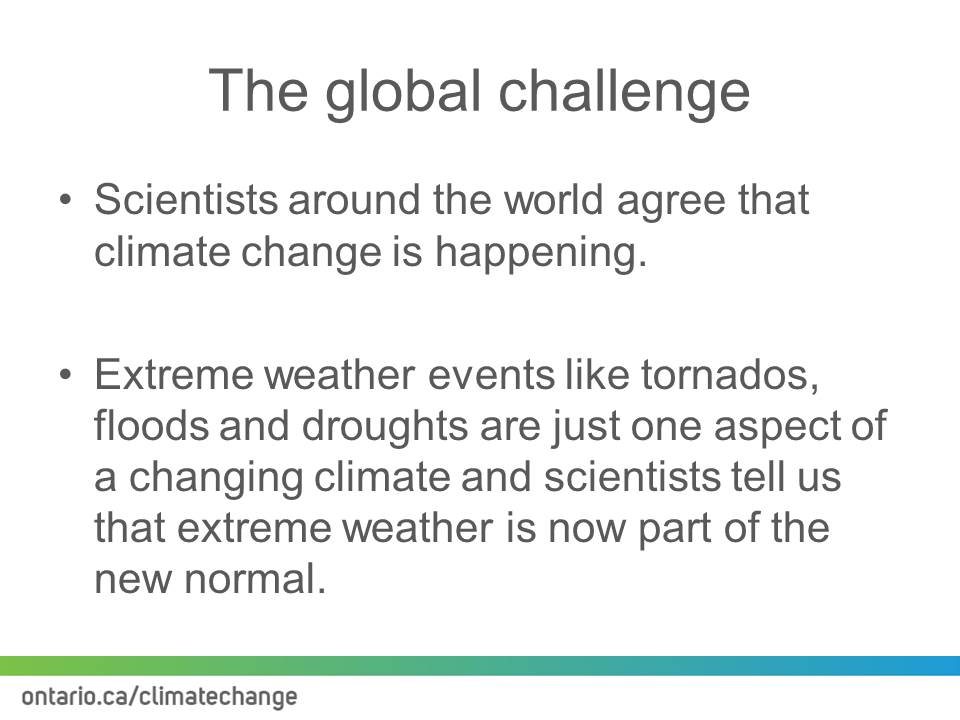 The global challenge
• Scientists around the world agree that
climate change is happening.
• Extreme weather events like tornados,
floods and droughts are just one aspect of
a changing climate and scientists tell us
that extreme weather is now part of the
new normal.
ontario.ca/climatechange